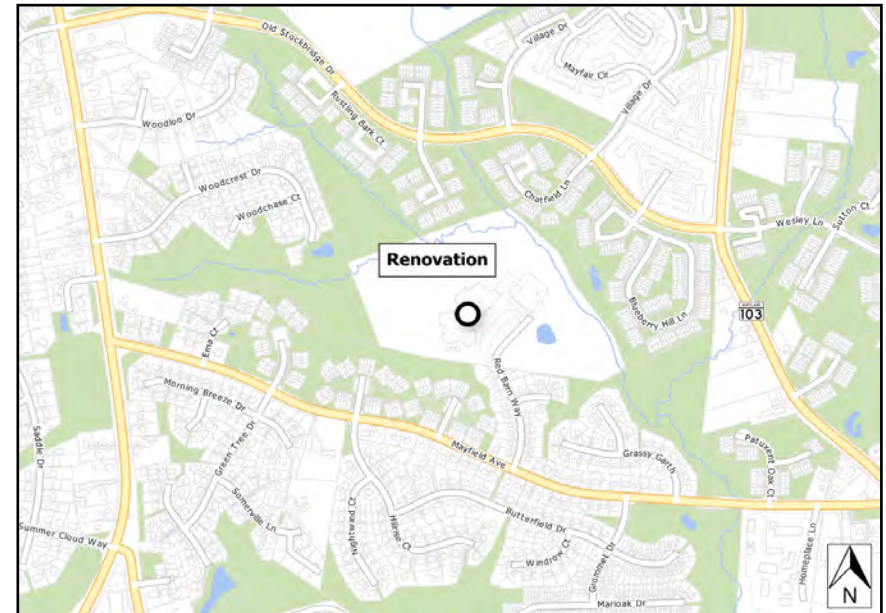 Old Stockbridge Dr
Village Dr
Mayfair Cir
Village Dr
Woodloo Dr
Rustling Bark Ct
Woodcrest Dr
Woodchase Ct
Chatfield Ln
Wesley Ln
Sutton Ct
Renovation
Blueberry Hill Ln
103
Ema Ct
Red Barn Way
Morning Breeze Dr
Saddle Dr
Green Tree Dr
Mayfield Ave
Grassy Garth
Patuxent Oak Ct
Somerville Ln
Nightwind Ct
Hillrise Ct
Butterfield Dr
Summer Cloud Way
Windrow Ct
Grommet Dr
Homeplace Ln
Marioak Dr
N